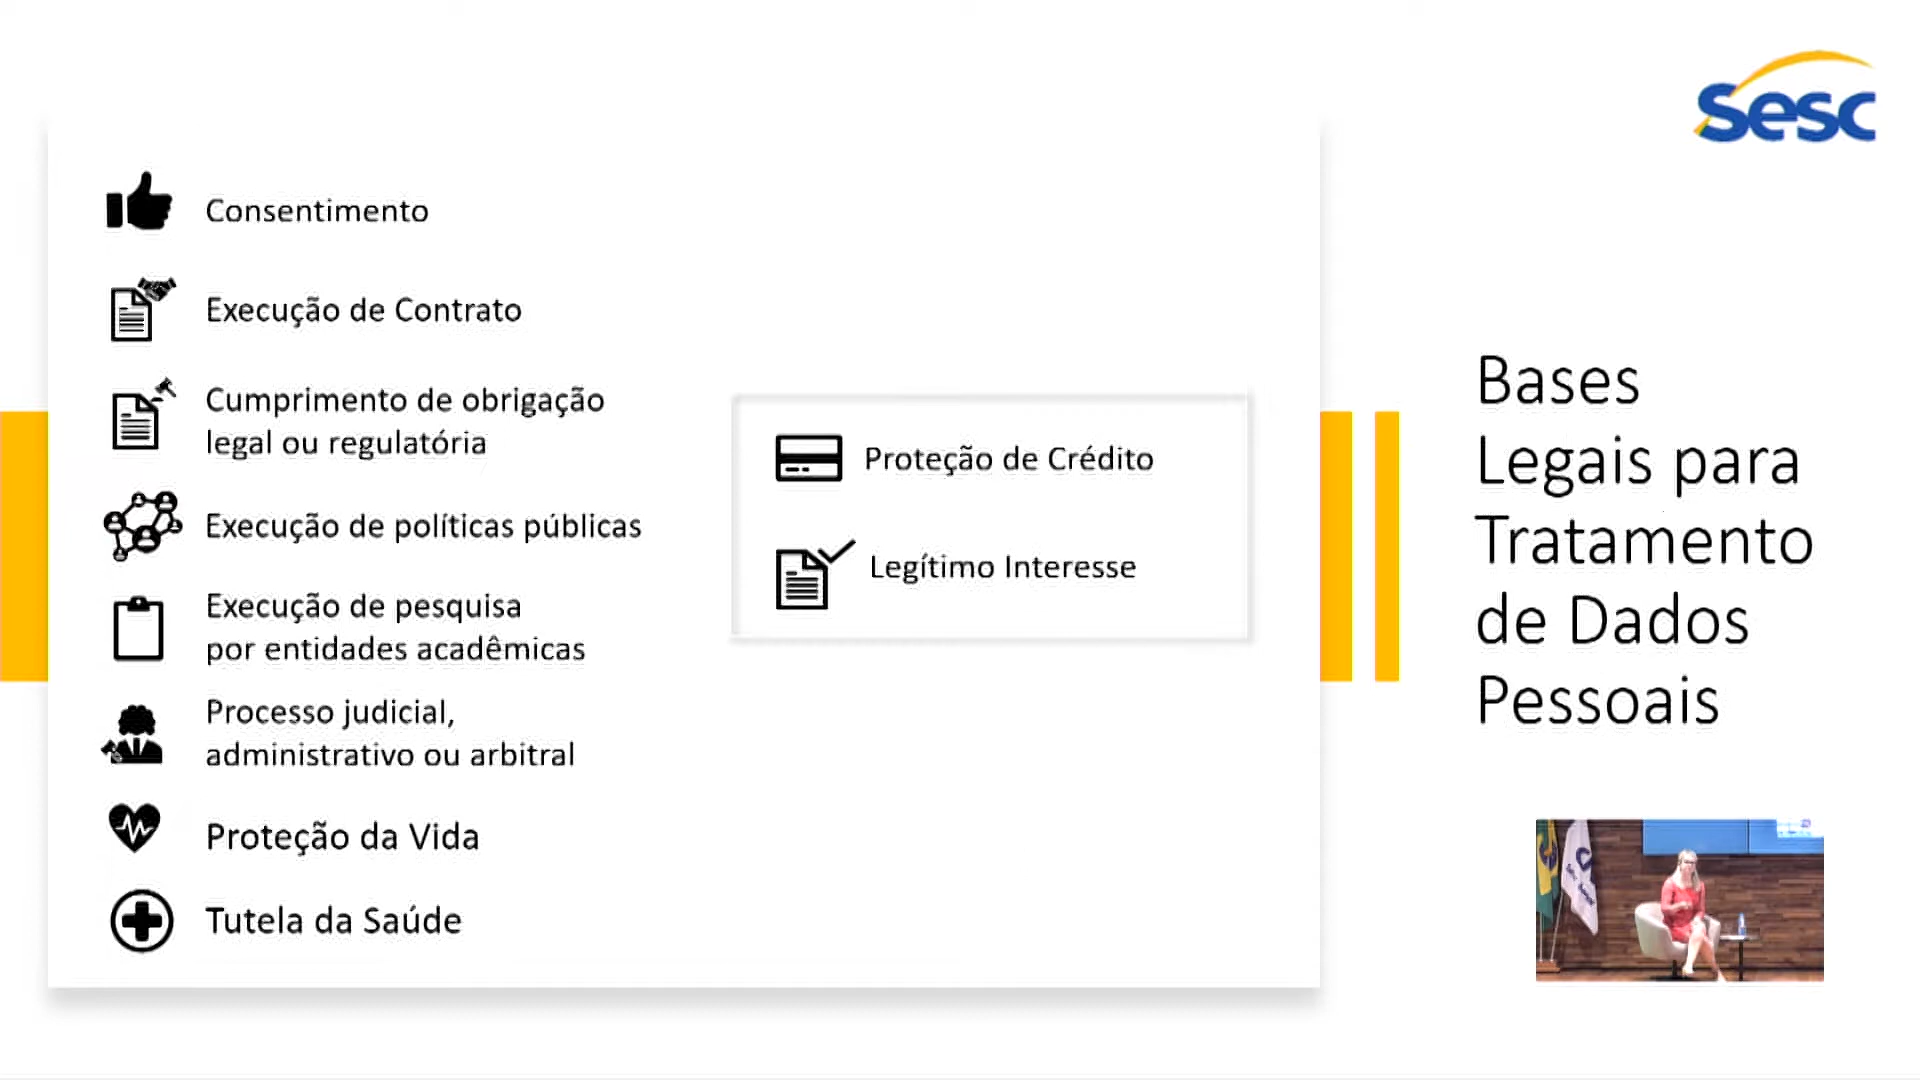 Sesc
Consentimento
Execução de Contrato
Cumprimento de obrigação
legal ou regulatória
Execução de políticas públicas
Execução de pesquisa
por entidades acadêmicas
Processo judicial,
administrativo ou arbitral
Proteção da Vida
Tutela da Saúde
Proteção de Crédito
Legítimo Interesse
Bases
Legais para
Tratamento
de Dados
Pessoais